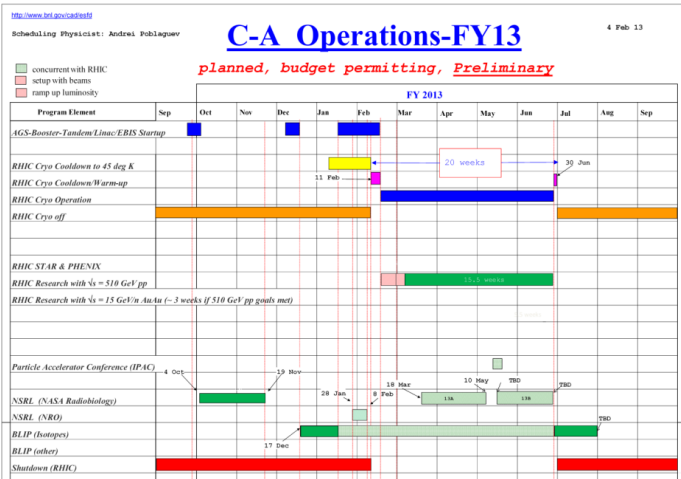 http://www.bnl.gov/cad/esfd
Scheduling Physicist: Andrei Poblaguev
C-A Operations-FY13
4 Feb 13
planned, budget permitting, Preliminary
concurrent with RHIC
setup with beams
ramp up luminosity
FY 2013
Program Element Sep Oct Nov Dec Jan Feb Mar Apr May Jun Jul Aug Sep
AGS-Booster-Tandem/Linac/EBIS Startup
RHIC Cryo Cooldown to 45 deg K
20 weeks
30 Jun
11 Feb
RHIC Cryo Cooldown/Warm-up
RHIC Cryo Operation
RHIC Cryo off
RHIC STAR & PHENIX
RHIC Research with √s = 510 GeV pp
15.5 weeks
RHIC Research with √s = 15 GeV/n AuAu (~ 3 weeks if 510 GeV pp goals met)
Particle Accelerator Conference (IPAC)
4 Oct
19 Nov
18 Mar
10 May
TBD
TBD
28 Jan
8 Feb
NSRL (NASA Radiobiology)
13A
13B
NSRL (NRO)
TBD
BLIP (Isotopes)
17 Dec
BLIP (other)
Shutdown (RHIC)